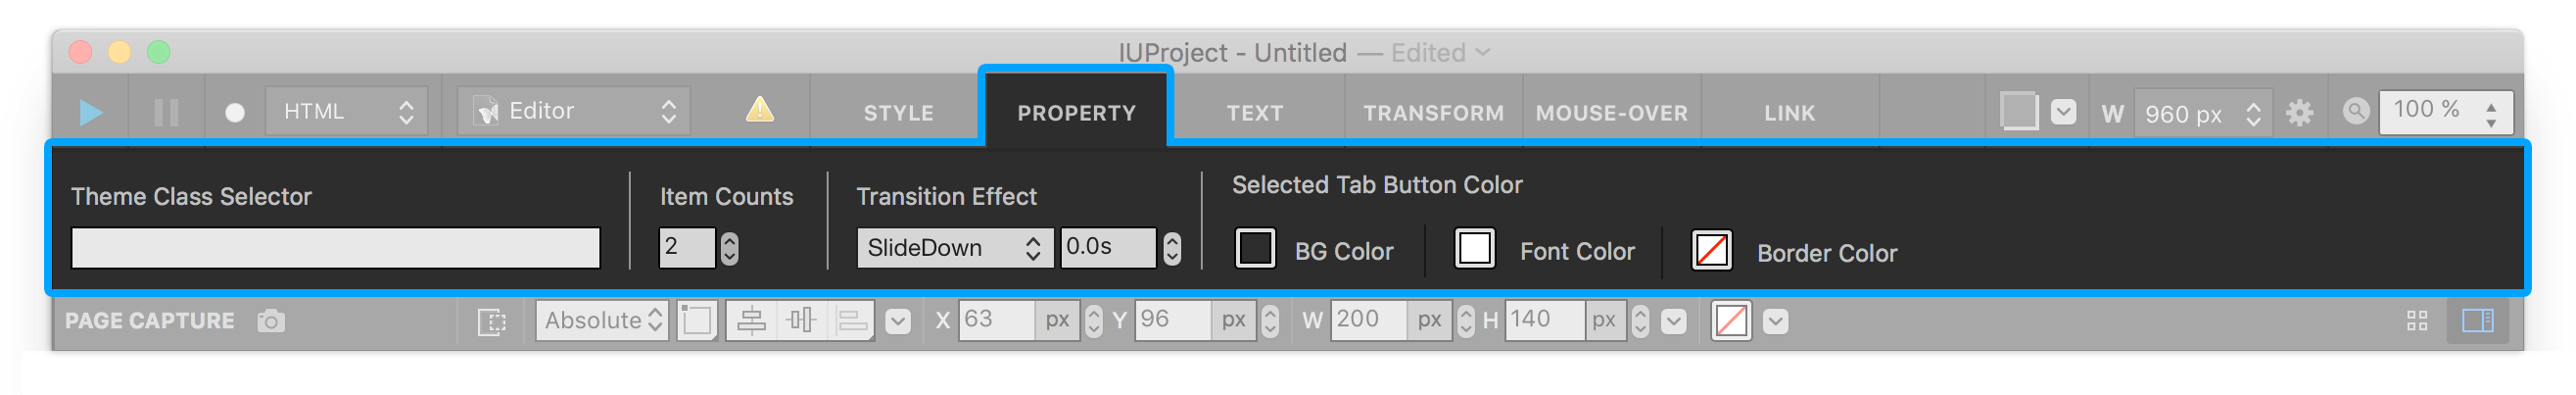 IUProject - Untitled — Edited
HTML Editor STYLE PROPERTY TEXT TRANSFORM MOUSE-OVER LINK W 960 px 100 %
Theme Class Selector Item Counts Transition Effect Selected Tab Button Color
2 SlideDown 0.0s BG Color Font Color Border Color
PAGE CAPTURE Absolute X 63 px Y 96 px W 200 px H 140 px